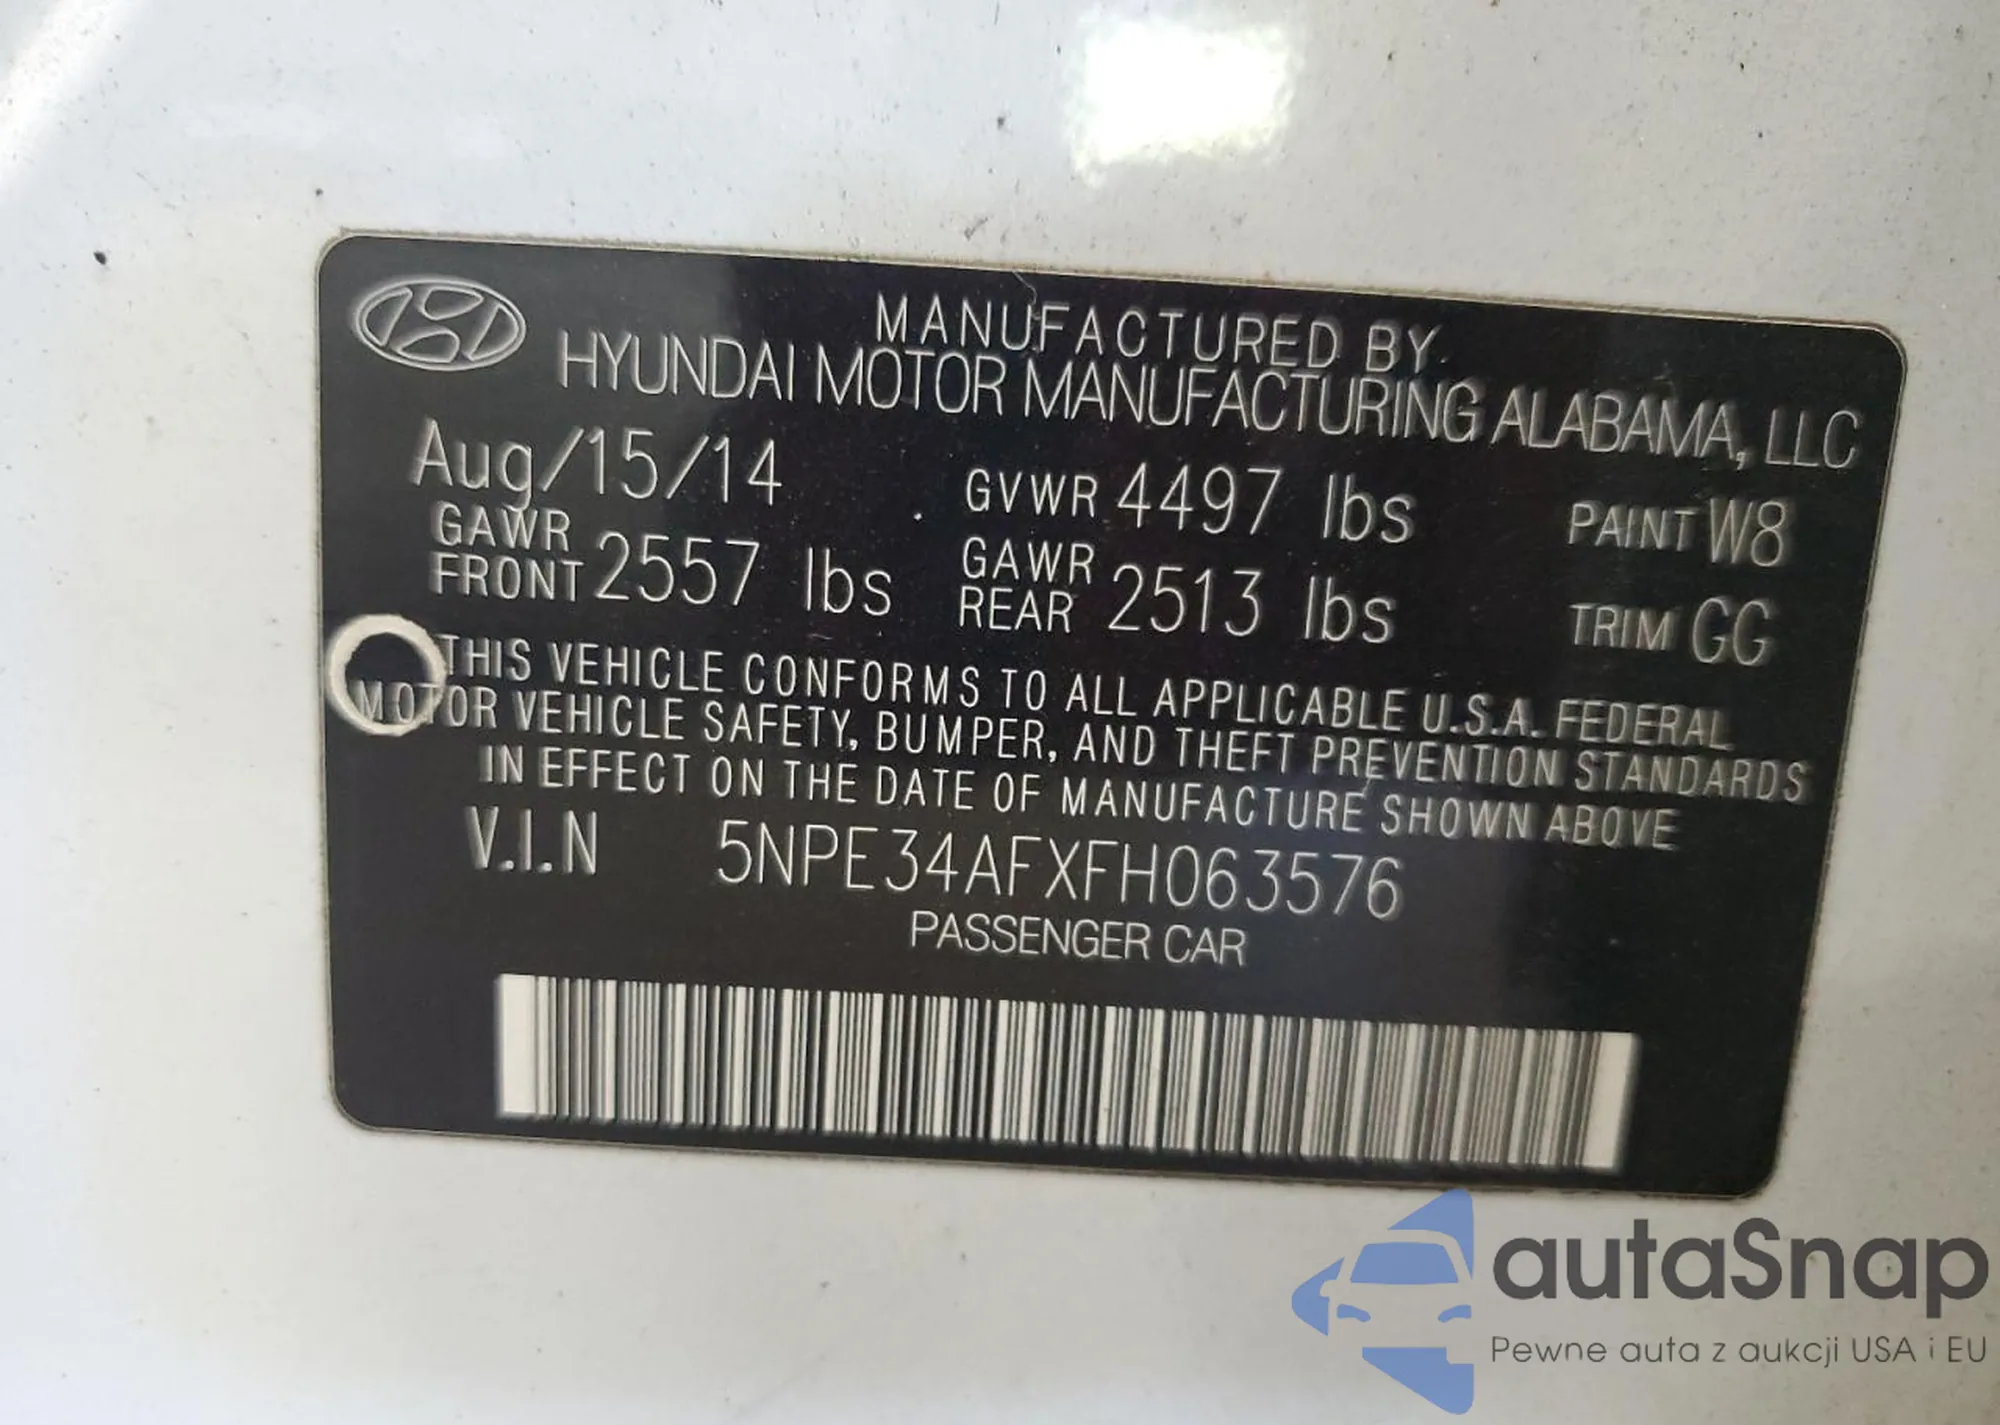 MANUFACTURED BY
HYUNDAI MOTOR MANUFACTURING ALABAMA, LLC
Aug/15/14 GVWR 4497 lbs PAINT W8
GAWR FRONT 2557 lbs GAWR REAR 2513 lbs TRIM GG
THIS VEHICLE CONFORMS TO ALL APPLICABLE U.S.A. FEDERAL
MOTOR VEHICLE SAFETY, BUMPER, AND THEFT PREVENTION STANDARDS
IN EFFECT ON THE DATE OF MANUFACTURE SHOWN ABOVE
V.I.N 5NPE34AFXFH063576
PASSENGER CAR
autaSnap
Pewne auta z aukcji USA i EU